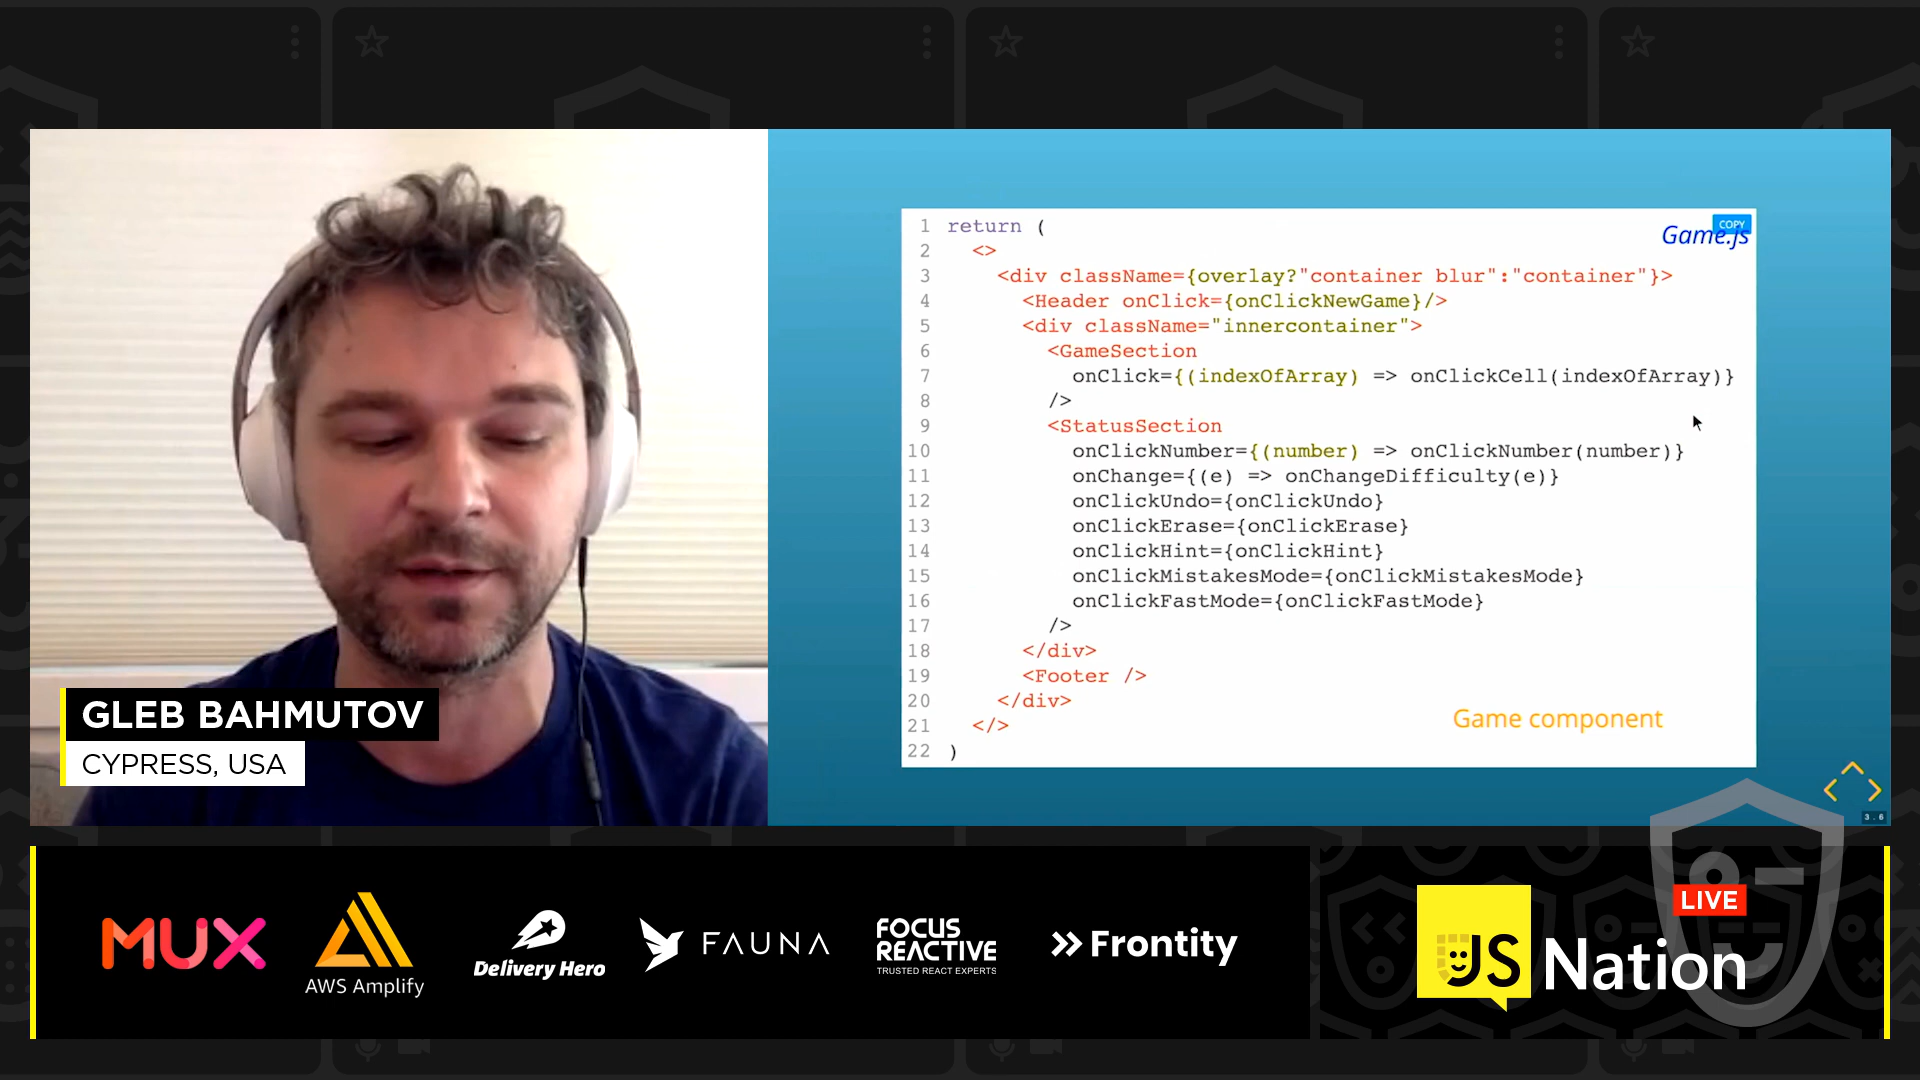 COPY
Game.js
1 return (
2 <>
3 <div className={overlay?"container blur":"container"}>
4 <Header onClick={onClickNewGame}/>
5 <div className="innercontainer">
6 <GameSection
7 onClick={(indexOfArray) => onClickCell(indexOfArray)}
8 />
9 <StatusSection
10 onClickNumber={(number) => onClickNumber(number)}
11 onChange={(e) => onChangeDifficulty(e)}
12 onClickUndo={onClickUndo}
13 onClickErase={onClickErase}
14 onClickHint={onClickHint}
15 onClickMistakesMode={onClickMistakesMode}
16 onClickFastMode={onClickFastMode}
17 />
18 </div>
19 <Footer />
20 </div>
21 </>
22 )
Game component
3.6
GLEB BAHMUTOV
CYPRESS, USA
MUX
AWS Amplify
Delivery Hero
FAUNA
FOCUS
REACTIVE
TRUSTED REACT EXPERTS
Frontity
LIVE
JS Nation